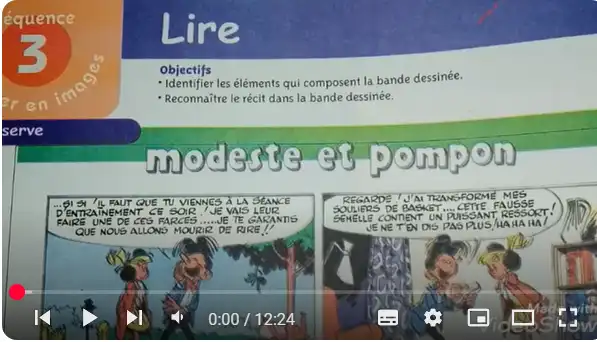 équence
3
er en images
Lire
Objectifs
• Identifier les éléments qui composent la bande dessinée.
• Reconnaître le récit dans la bande dessinée.
serve
modeste et pompon
...SI SI ! IL FAUT QUE TU VIENNES À LA SÉANCE
D'ENTRAÎNEMENT CE SOIR ! JE VAIS LEUR
FAIRE UNE DE CES FARCES.....JE TE GARANTIS
QUE NOUS ALLONS MOURIR DE RIRE !!
REGARDE ! J'AI TRANSFORMÉ MES
SOULIERS DE BASKET... CETTE FAUSSE
SEMELLE CONTIENT UN PUISSANT RESSORT !
JE NE T'EN DIS PAS PLUS/HA HA HA !
0:00 / 12:24
Made with
VideoShow